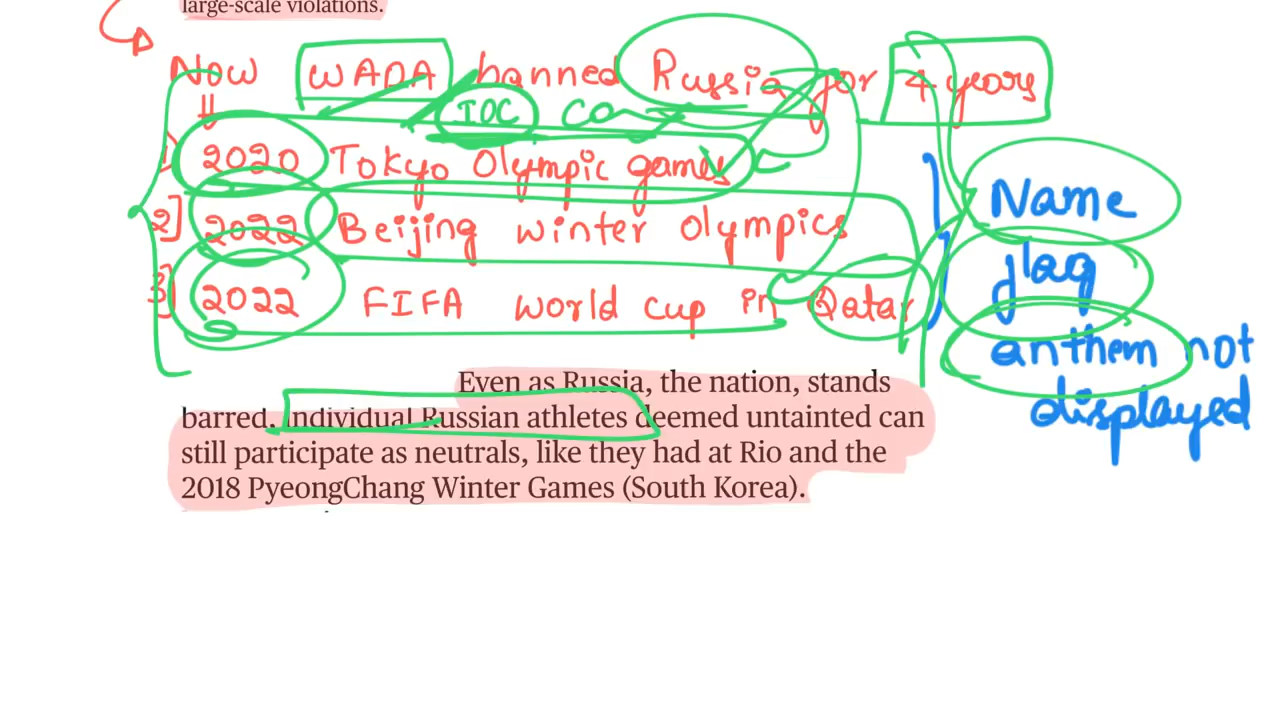 large-scale violations.
Now WADA banned Russia for 4 years
IOC
1) 2020 Tokyo Olympic games
2] 2022 Beijing winter Olympics
3] 2022 FIFA world cup in Qatar
Name
flag
anthem not
displayed
Even as Russia, the nation, stands
barred, individual Russian athletes deemed untainted can
still participate as neutrals, like they had at Rio and the
2018 PyeongChang Winter Games (South Korea).